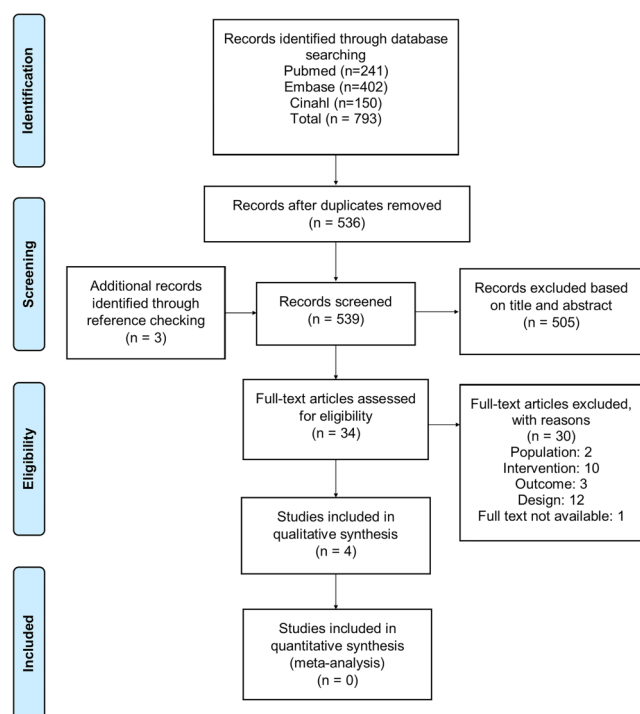 Identification
Records identified through database
searching
Pubmed (n=241)
Embase (n=402)
Cinahl (n=150)
Total (n = 793)
Records after duplicates removed
(n = 536)
Screening
Additional records
identified through
reference checking
(n = 3)
Records screened
(n = 539)
Records excluded based
on title and abstract
(n = 505)
Eligibility
Full-text articles assessed
for eligibility
(n = 34)
Full-text articles excluded,
with reasons
(n = 30)
Population: 2
Intervention: 10
Outcome: 3
Design: 12
Full text not available: 1
Studies included in
qualitative synthesis
(n = 4)
Included
Studies included in
quantitative synthesis
(meta-analysis)
(n = 0)